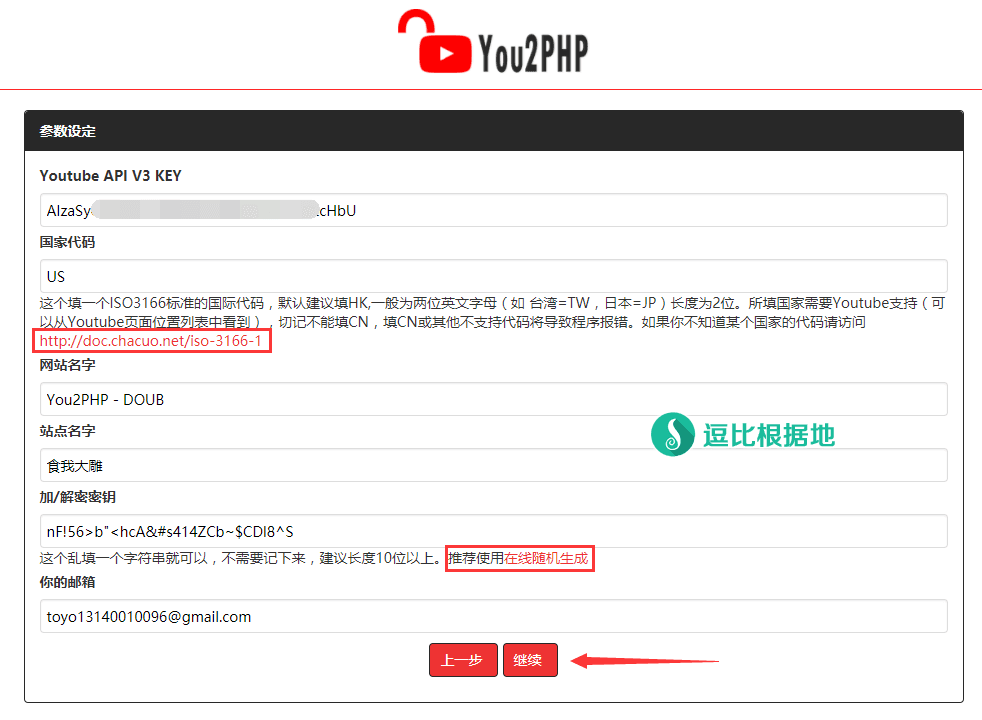 You2PHP
参数设定
Youtube API V3 KEY
AIzaSy cHbU
国家代码
US
这个填一个ISO3166标准的国际代码，默认建议填HK,一般为两位英文字母（如 台湾=TW，日本=JP）长度为2位。所填国家需要Youtube支持（可
以从Youtube页面位置列表中看到），切记不能填CN，填CN或其他不支持代码将导致程序报错。如果你不知道某个国家的代码请访问
http://doc.chacuo.net/iso-3166-1
网站名字
You2PHP - DOUB
站点名字
逗比根据地
食我大雕
加/解密密钥
nF!56>b"<hcA&#s414ZCb~$CDI8^S
这个乱填一个字符串就可以，不需要记下来，建议长度10位以上。推荐使用在线随机生成
你的邮箱
toyo13140010096@gmail.com
上一步 继续